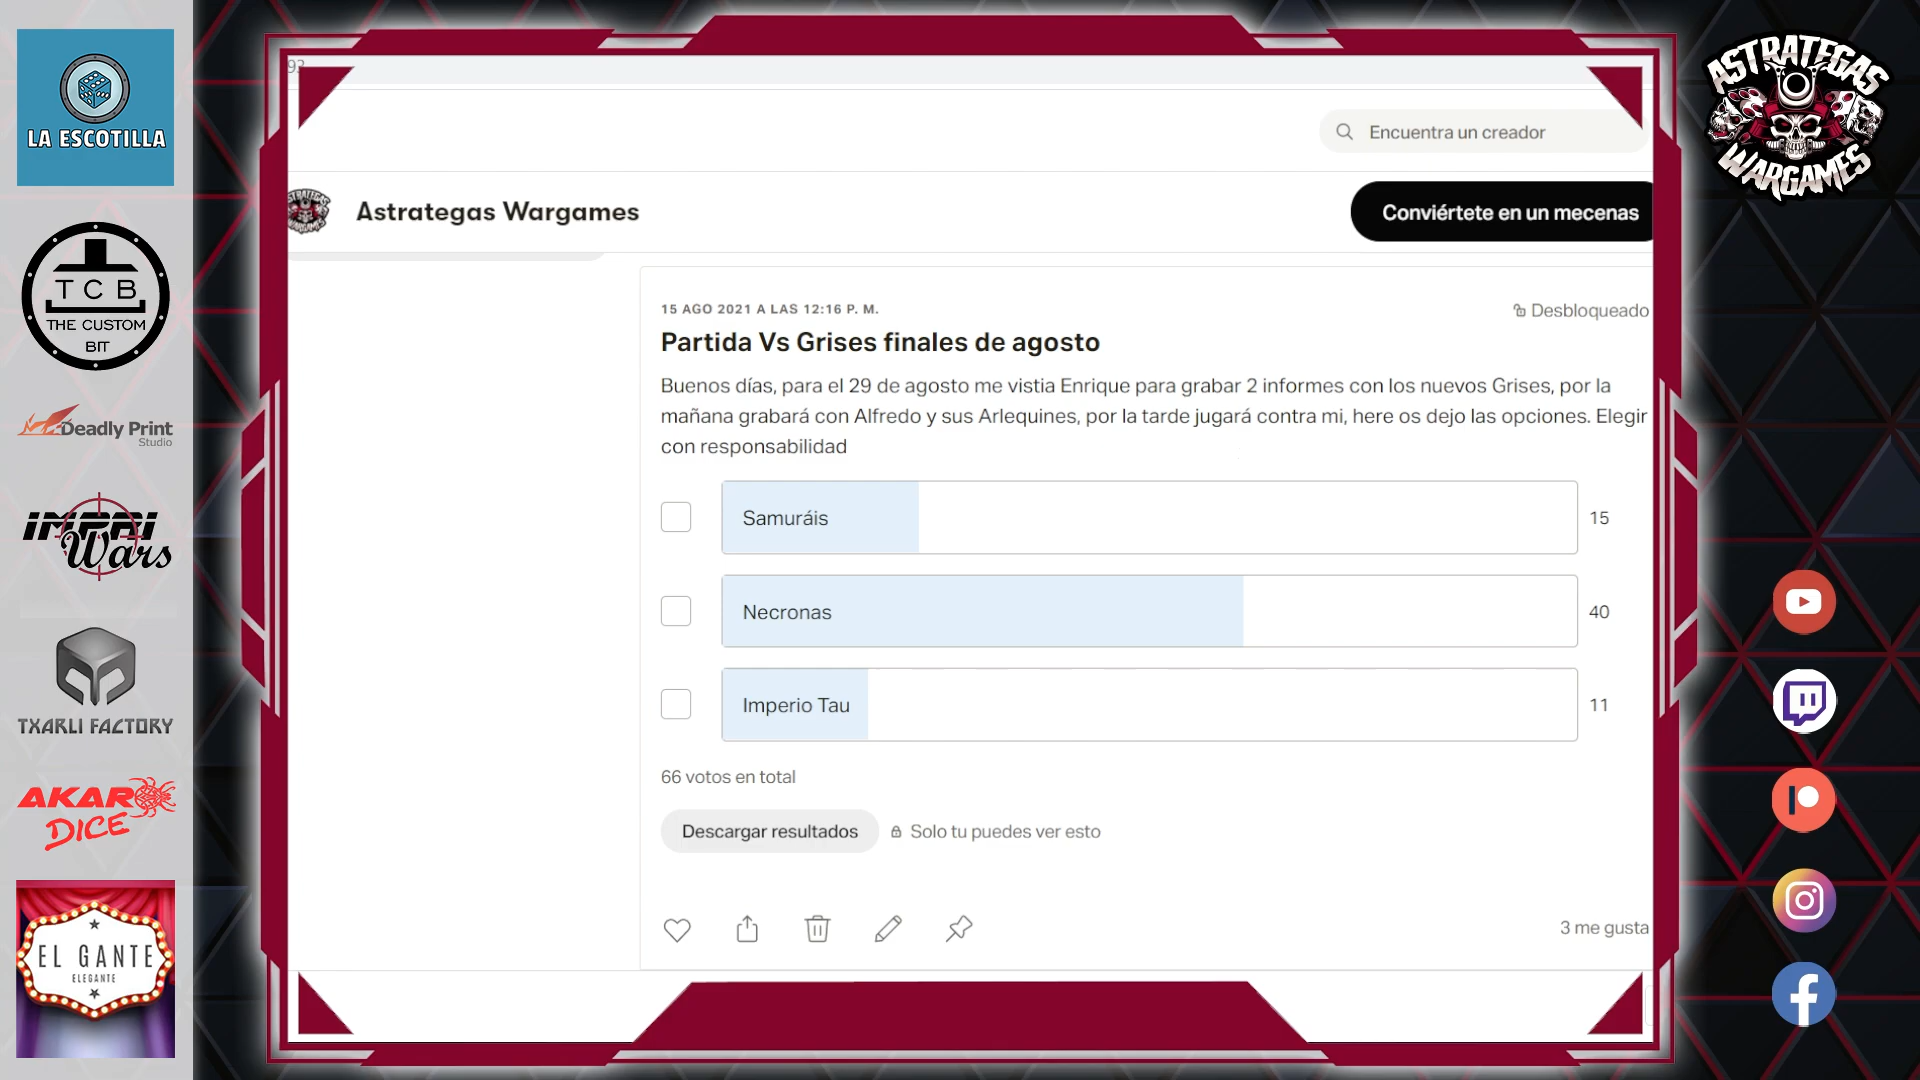 LA ESCOTILLA
TCB
THE CUSTOM
BIT
Deadly Print
Studio
IMPRI
Wars
TXARLI FACTORY
AKARO
DICE
EL GANTE
ELEGANTE
93
Encuentra un creador
Astrategas Wargames
Conviértete en un mecenas
15 AGO 2021 A LAS 12:16 P. M.
Desbloqueado
Partida Vs Grises finales de agosto
Buenos días, para el 29 de agosto me vistia Enrique para grabar 2 informes con los nuevos Grises, por la
mañana grabará con Alfredo y sus Arlequines, por la tarde jugará contra mi, here os dejo las opciones. Elegir
con responsabilidad
Samuráis 15
Necronas 40
Imperio Tau 11
66 votos en total
Descargar resultados
Solo tu puedes ver esto
3 me gusta
ASTRATEGAS
WARGAMES